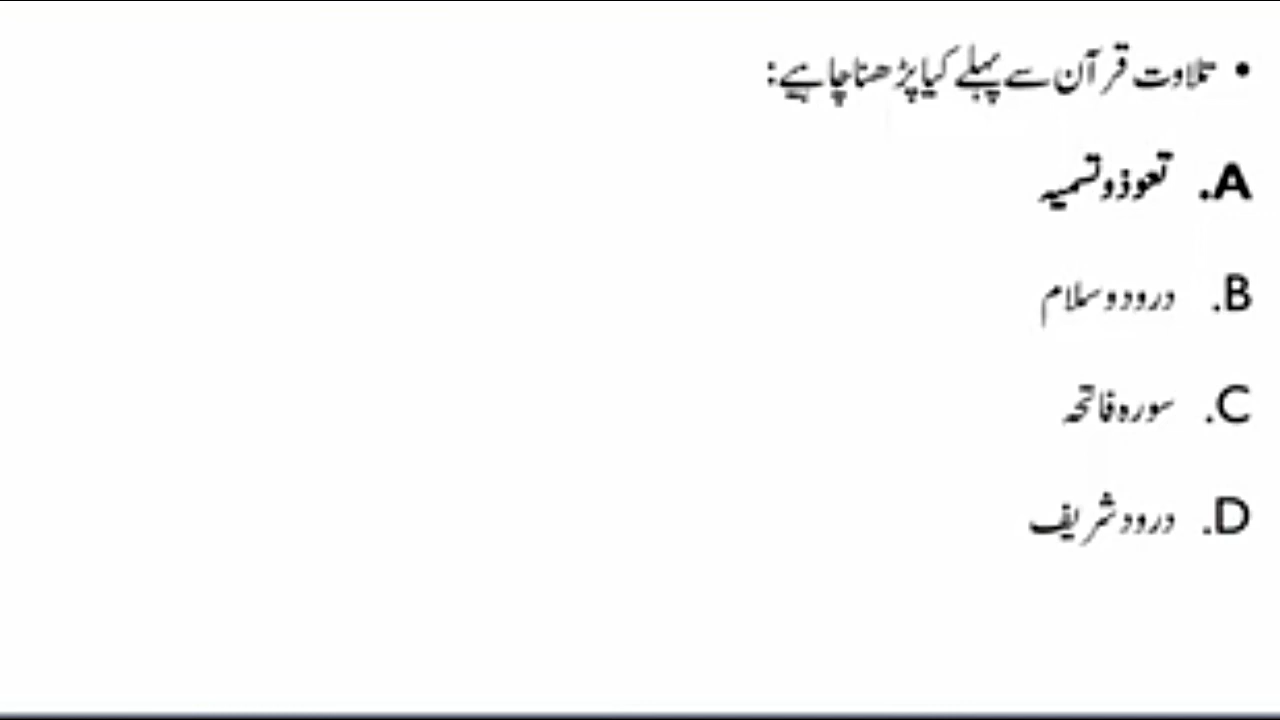 • تلاوت قرآن سے پہلے کیا پڑھنا چاہیے:
A. تعوذ و تسمیہ
B. درود و سلام
C. سورہ فاتحہ
D. درود شریف